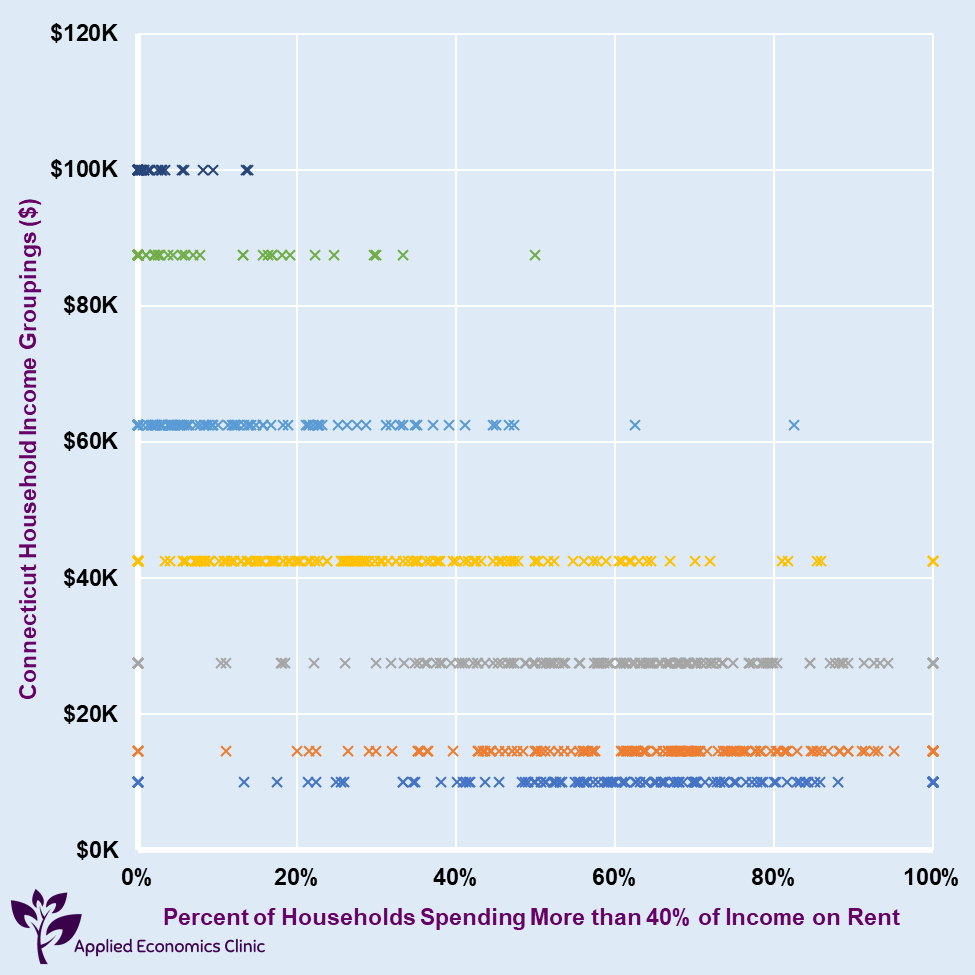 $120K
$100K
$80K
$60K
$40K
$20K
$0K
Connecticut Household Income Groupings ($)
0% 20% 40% 60% 80% 100%
Percent of Households Spending More than 40% of Income on Rent
Applied Economics Clinic